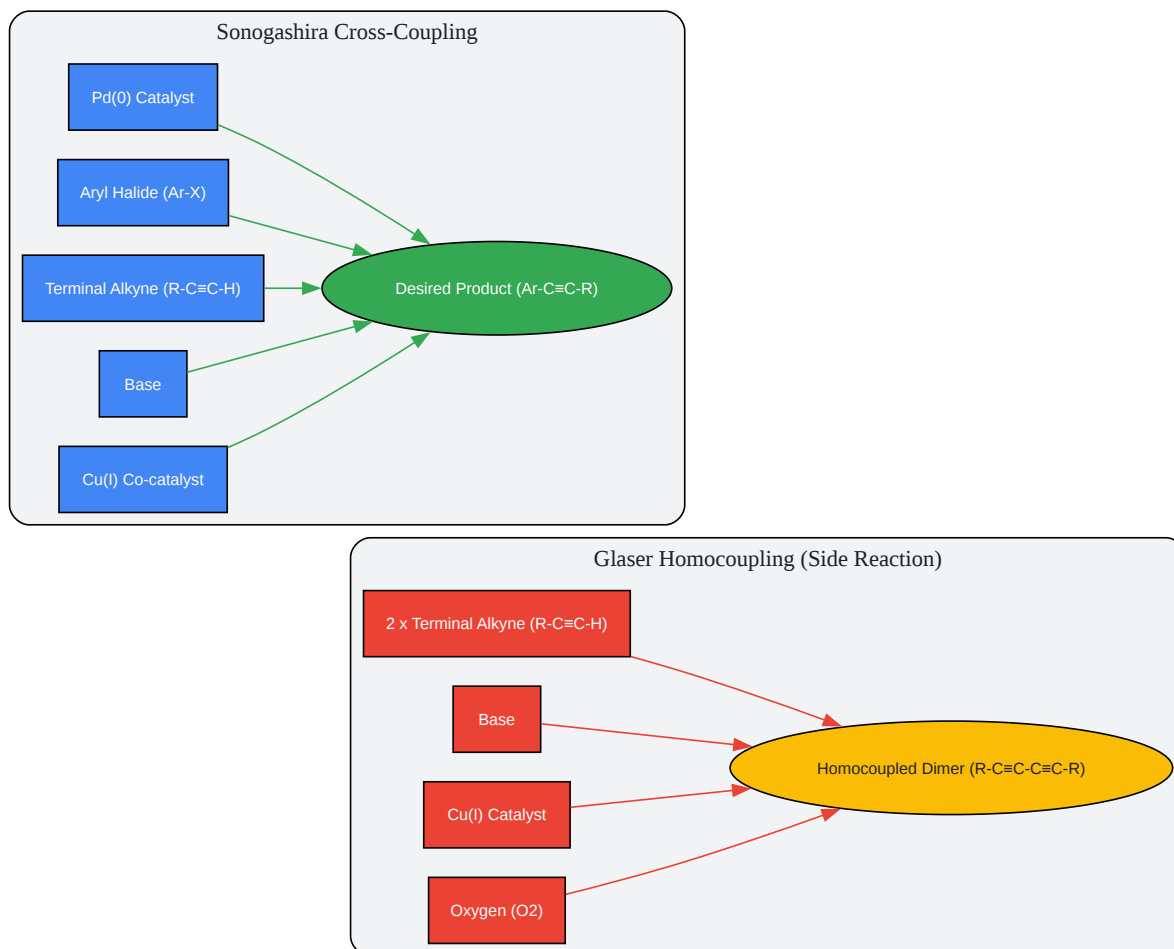 Sonogashira Cross-Coupling
Pd(0) Catalyst
Aryl Halide (Ar-X)
Terminal Alkyne (R-C≡C-H)
Base
Cu(I) Co-catalyst
Desired Product (Ar-C≡C-R)
Glaser Homocoupling (Side Reaction)
2 x Terminal Alkyne (R-C≡C-H)
Base
Cu(I) Catalyst
Oxygen (O2)
Homocoupled Dimer (R-C≡C-C≡C-R)